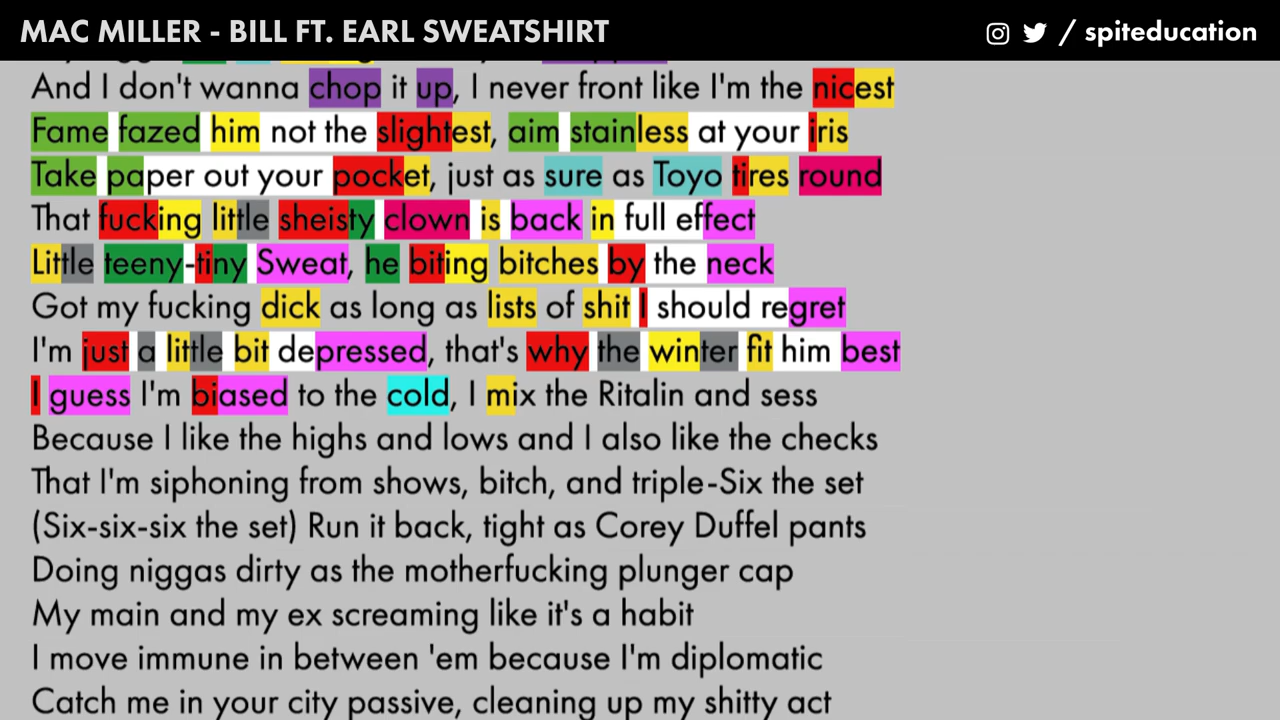 MAC MILLER - BILL FT. EARL SWEATSHIRT
/ spiteducation
And I don't wanna chop it up, I never front like I'm the nicest
Fame fazed him not the slightest, aim stainless at your iris
Take paper out your pocket, just as sure as Toyo tires round
That fucking little sheisty clown is back in full effect
Little teeny-tiny Sweat, he biting bitches by the neck
Got my fucking dick as long as lists of shit I should regret
I'm just a little bit depressed, that's why the winter fit him best
I guess I'm biased to the cold, I mix the Ritalin and sess
Because I like the highs and lows and I also like the checks
That I'm siphoning from shows, bitch, and triple-Six the set
(Six-six-six the set) Run it back, tight as Corey Duffel pants
Doing niggas dirty as the motherfucking plunger cap
My main and my ex screaming like it's a habit
I move immune in between 'em because I'm diplomatic
Catch me in your city passive, cleaning up my shitty act